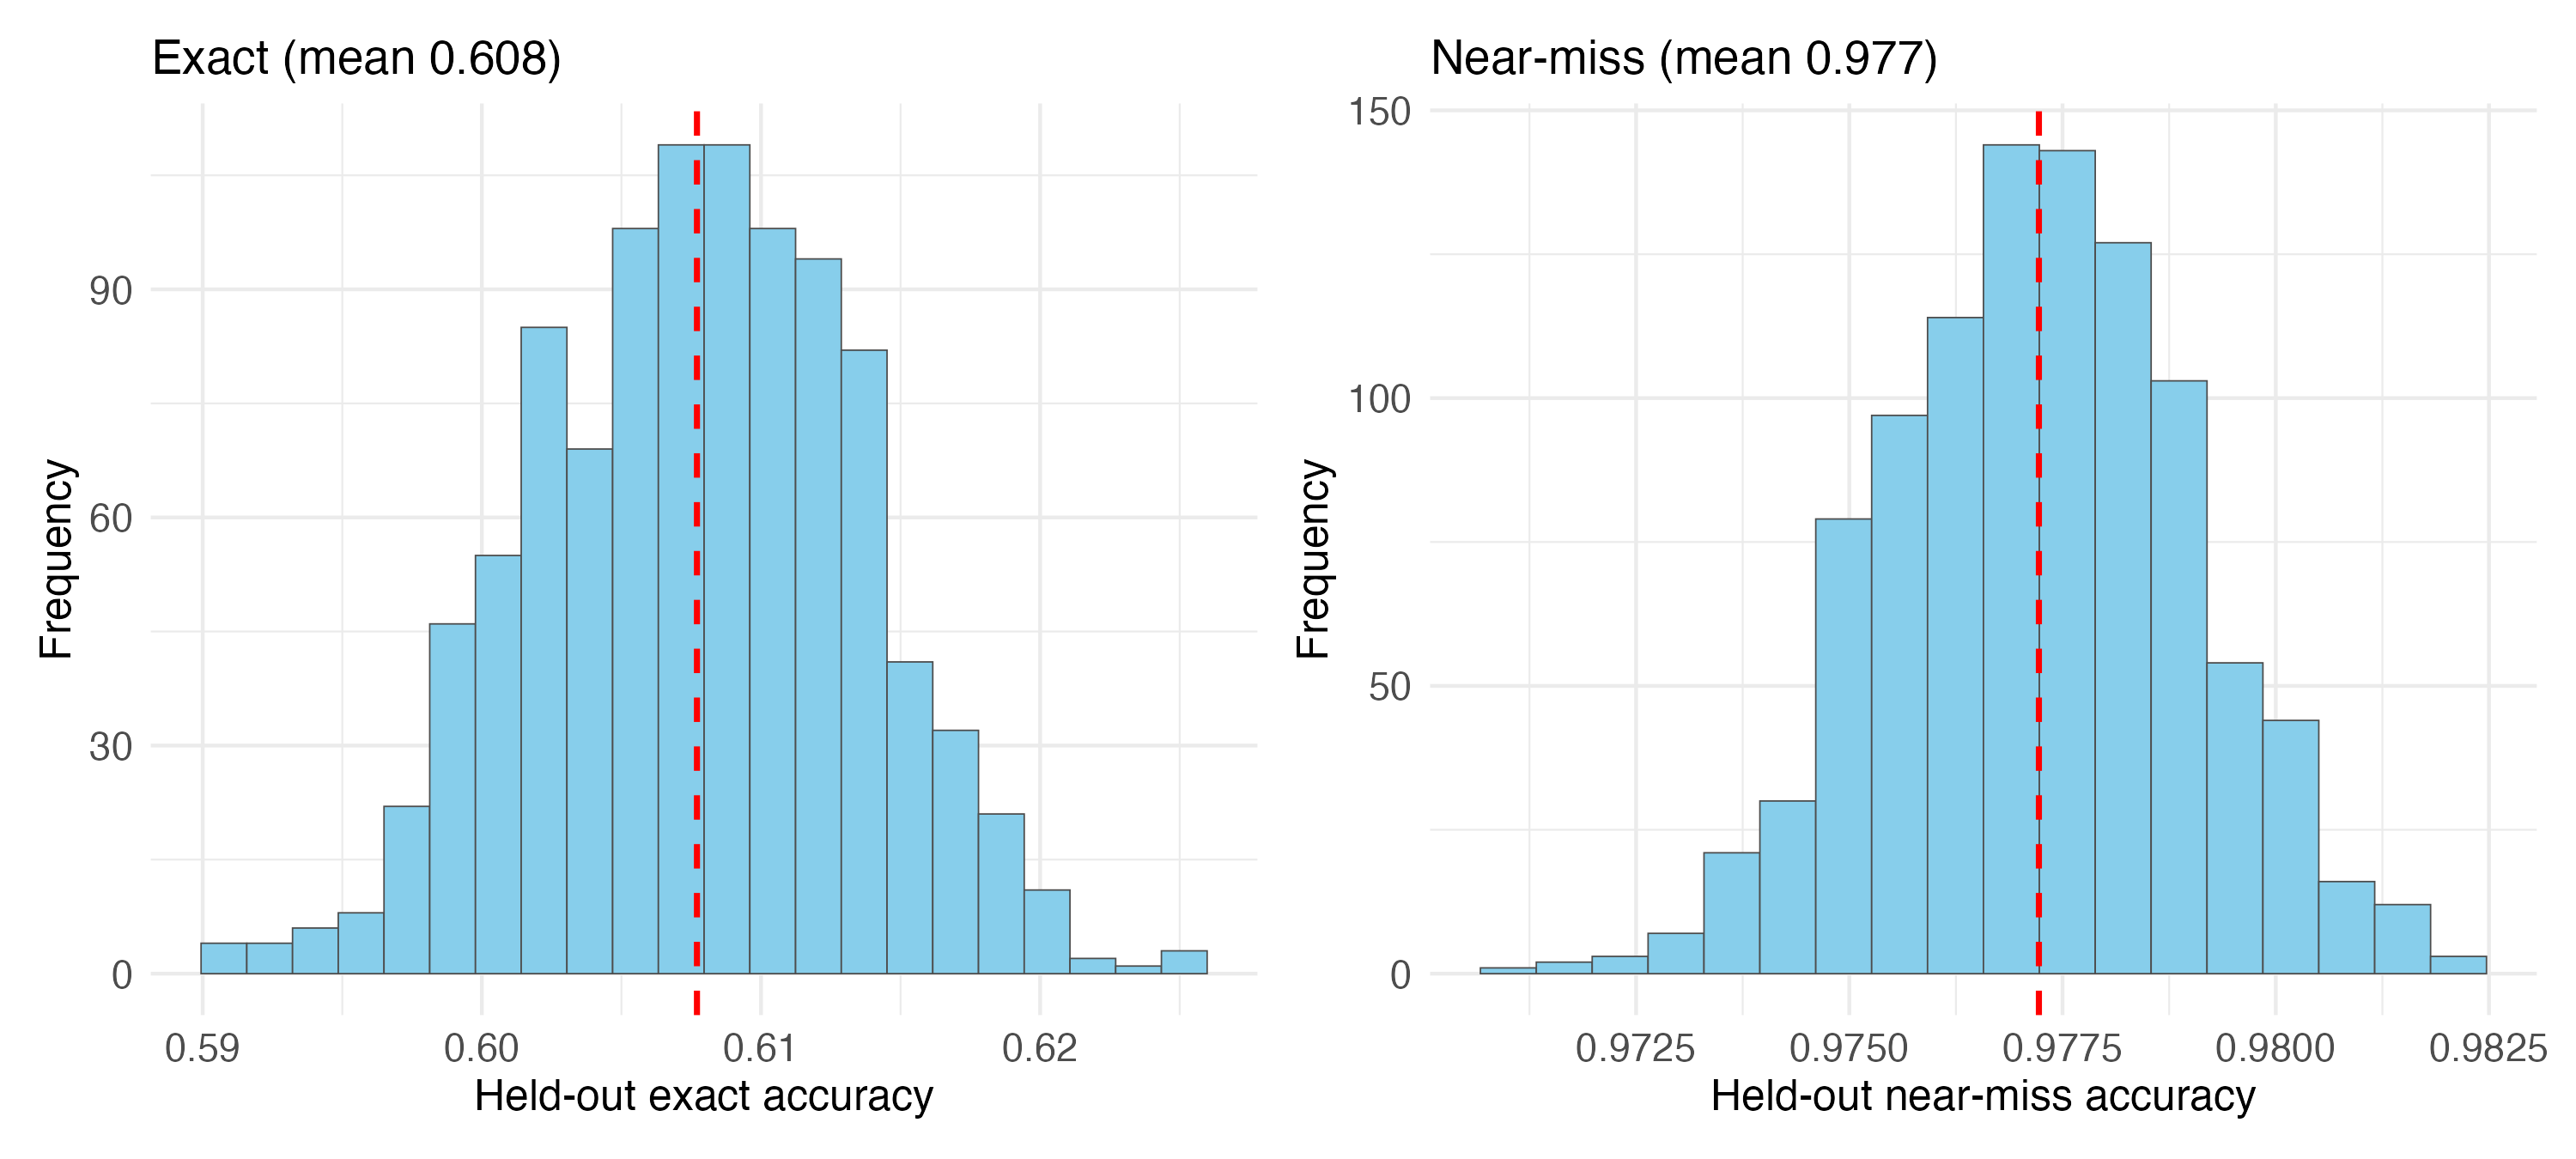 Exact (mean 0.608)
Frequency
90
60
30
0
0.59 0.60 0.61 0.62
Held-out exact accuracy
Near-miss (mean 0.977)
Frequency
150
100
50
0
0.9725 0.9750 0.9775 0.9800 0.9825
Held-out near-miss accuracy